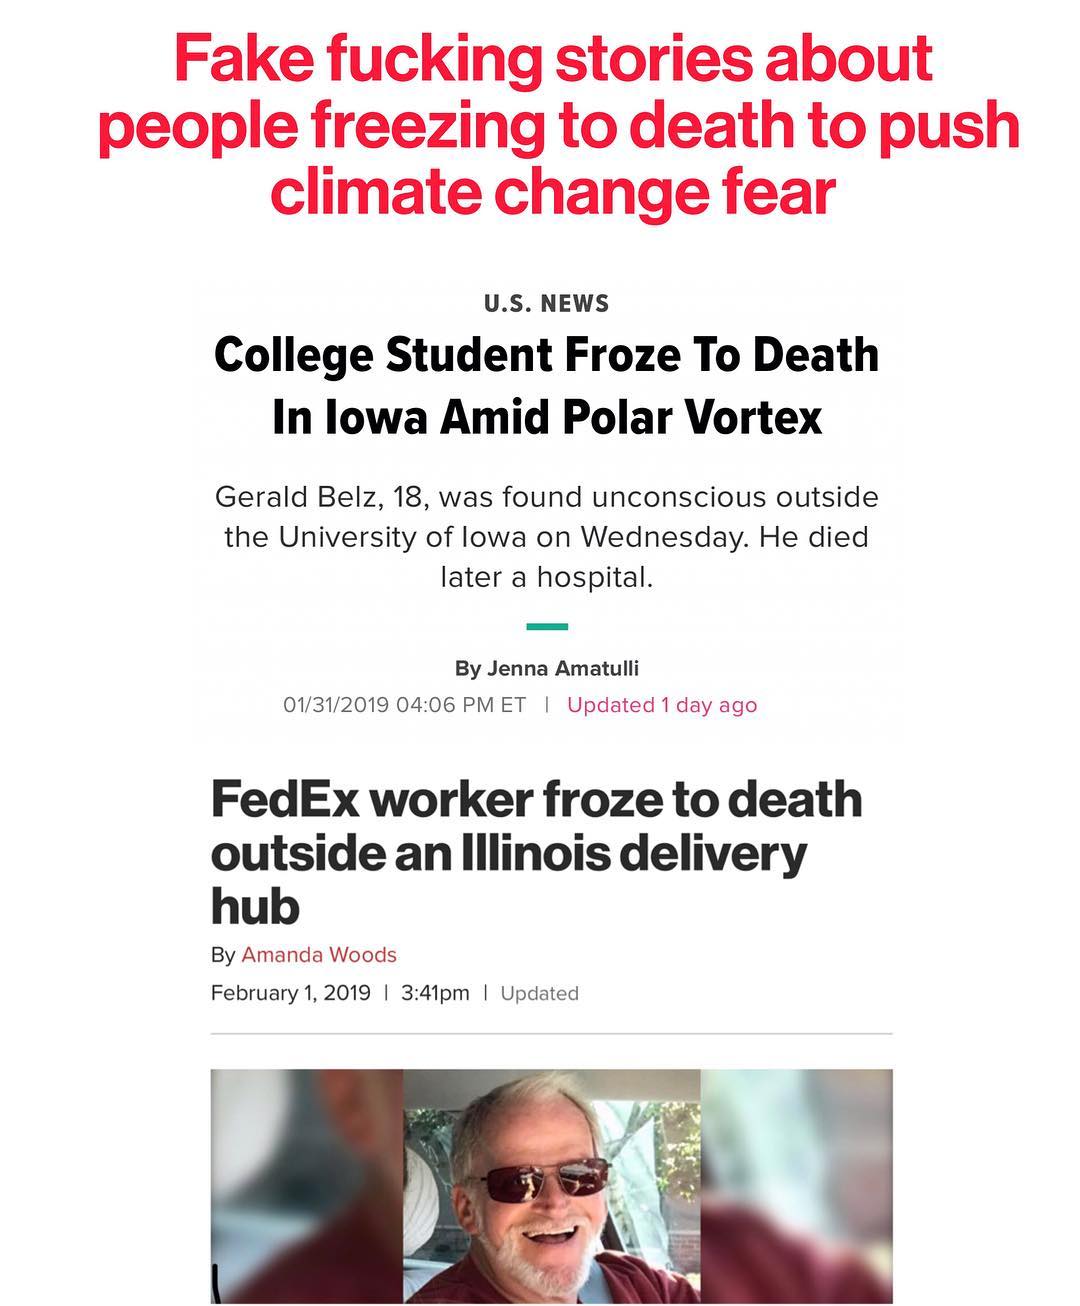 Fake fucking stories about
people freezing to death to push
climate change fear
U.S. NEWS
College Student Froze To Death
In Iowa Amid Polar Vortex
Gerald Belz, 18, was found unconscious outside
the University of Iowa on Wednesday. He died
later a hospital.
By Jenna Amatulli
01/31/2019 04:06 PM ET | Updated 1 day ago
FedEx worker froze to death
outside an Illinois delivery
hub
By Amanda Woods
February 1, 2019 | 3:41pm | Updated